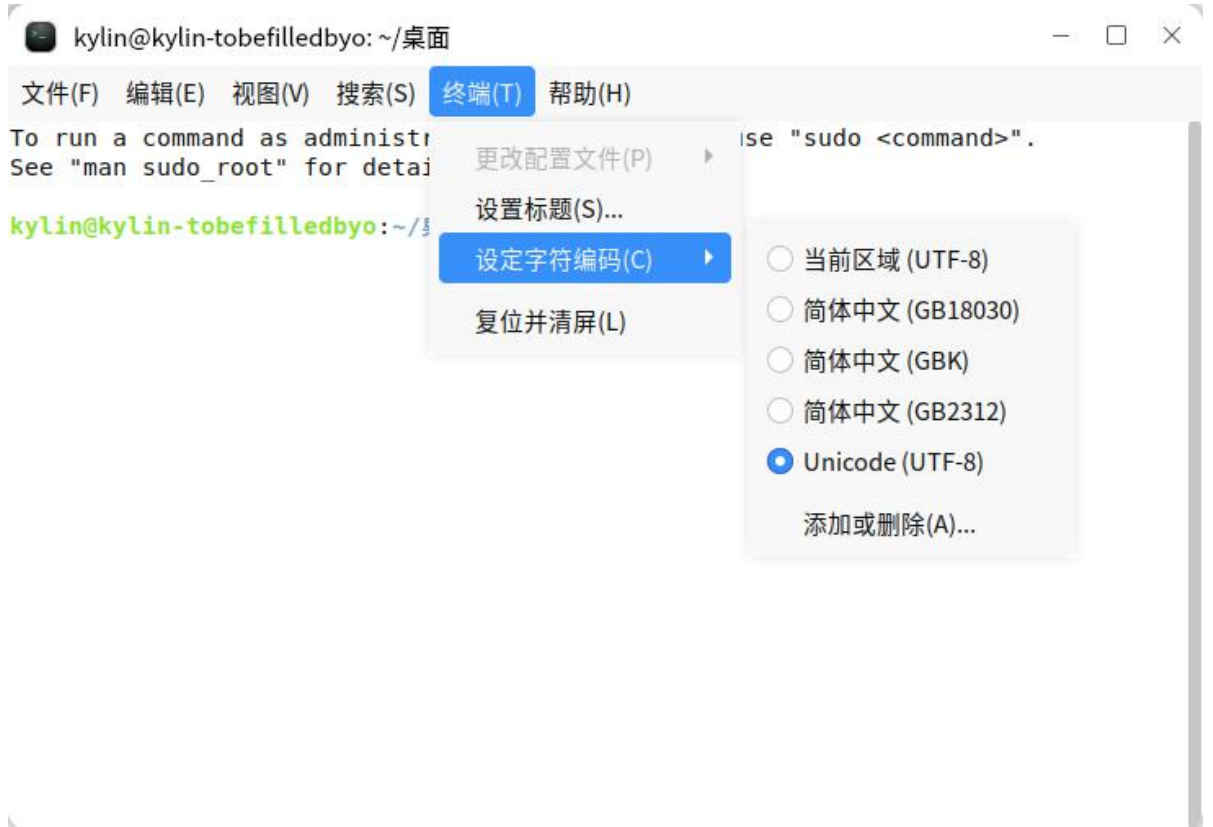 kylin@kylin-tobefilledbyo: ~/桌面
文件(F) 编辑(E) 视图(V) 搜索(S) 终端(T) 帮助(H)
To run a command as administr
se "sudo <command>".
See "man sudo_root" for detai
kylin@kylin-tobefilledbyo:~/
更改配置文件(P)
设置标题(S)...
设定字符编码(C)
复位并清屏(L)
当前区域 (UTF-8)
简体中文 (GB18030)
简体中文 (GBK)
简体中文 (GB2312)
Unicode (UTF-8)
添加或删除(A)...